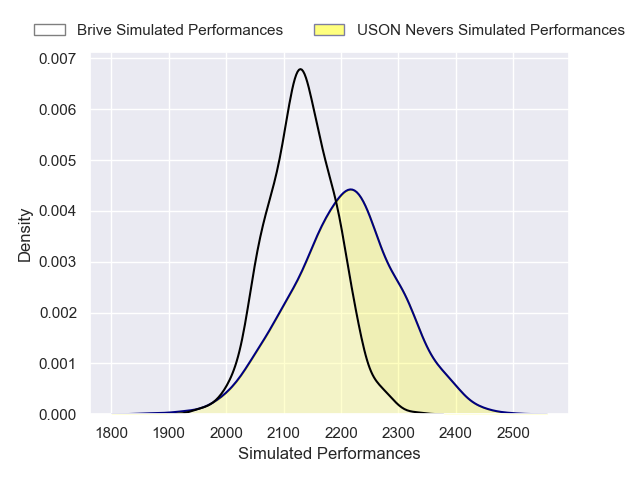 Brive Simulated Performances USON Nevers Simulated Performances
0.007
0.006
0.005
0.004
0.003
0.002
0.001
0.000
Density
1800 1900 2000 2100 2200 2300 2400 2500
Simulated Performances